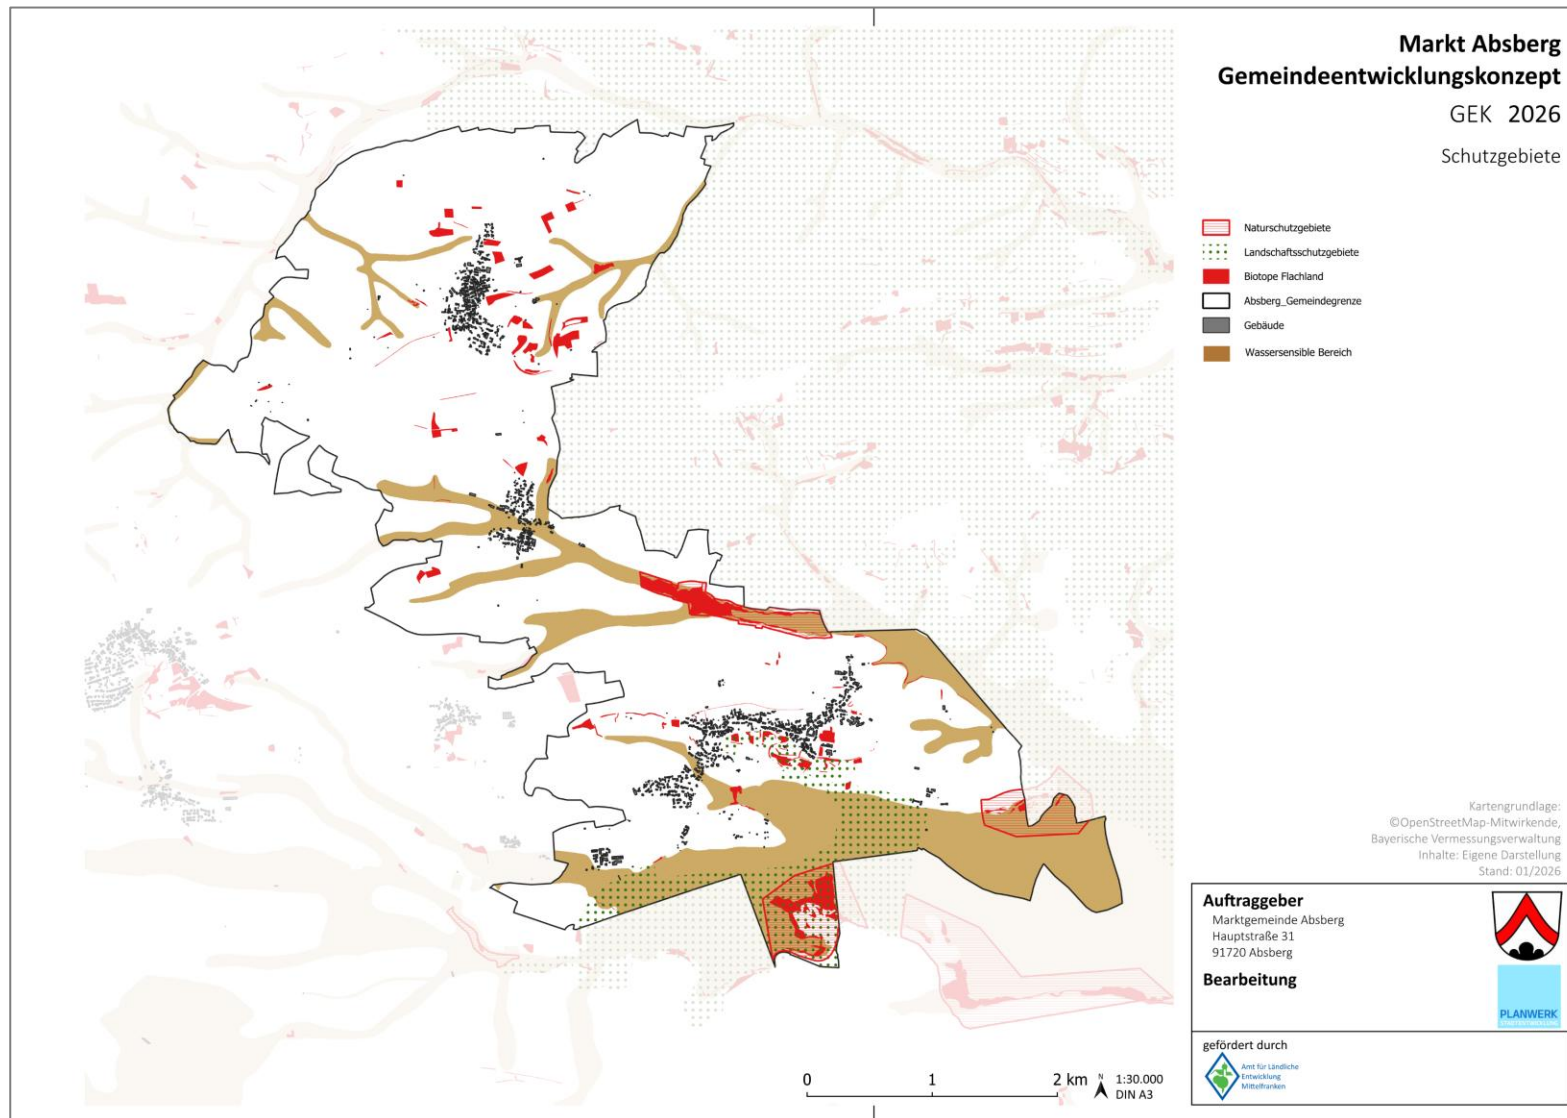 Markt Absberg
Gemeindeentwicklungskonzept
GEK 2026
Schutzgebiete
Naturschutzgebiete
Landschaftsschutzgebiete
Biotope Flachland
Absberg_Gemeindegrenze
Gebäude
Wassersensible Bereich
Kartengrundlage:
©OpenStreetMap-Mitwirkende,
Bayerische Vermessungsverwaltung
Inhalte: Eigene Darstellung
Stand: 01/2026
Auftraggeber
Marktgemeinde Absberg
Hauptstraße 31
91720 Absberg
Bearbeitung
PLANWERK
STADTENTWICKLUNG
gefördert durch
Amt für Ländliche
Entwicklung
Mittelfranken
0 1 2 km
N
1:30.000
DIN A3